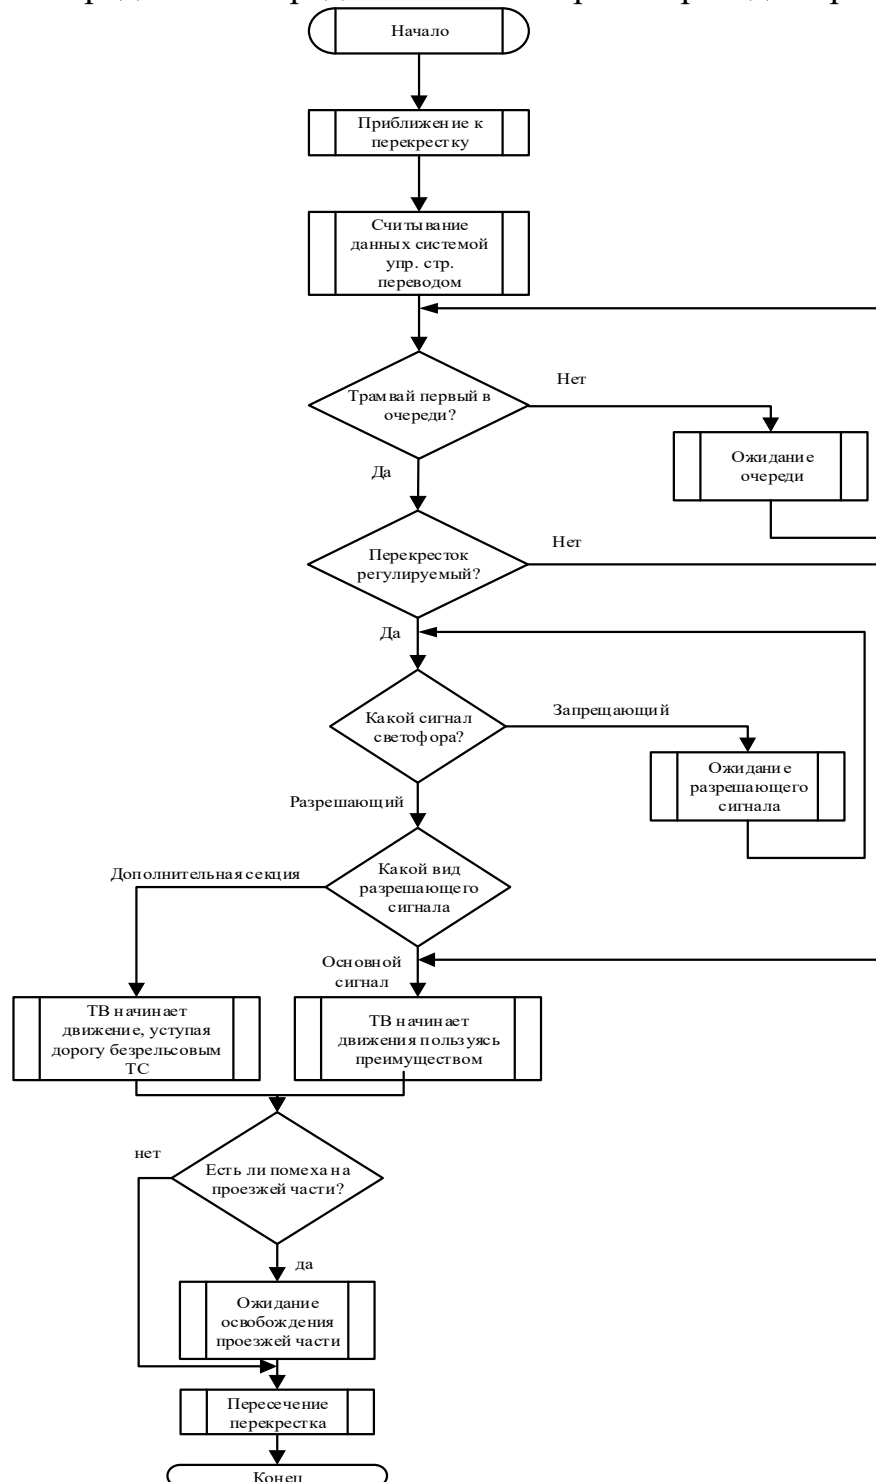 Начало
Приближение к
перекрестку
Считывание
данных системой
упр. стр.
переводом
Трамвай первый в
очереди?
Нет
Ожидание
очереди
Да
Перекресток
регулируемый?
Нет
Да
Какой сигнал
светофора?
Запрещающий
Ожидание
разрешающего
сигнала
Разрешающий
Какой вид
разрешающего
сигнала
Дополнительная секция
Основной
сигнал
ТВ начинает
движение, уступая
дорогу безрельсовым
ТС
ТВ начинает
движения пользуясь
преимуществом
Есть ли помеха на
проезжей части?
нет
да
Ожидание
освобождения
проезжей части
Пересечение
перекрестка
Конец